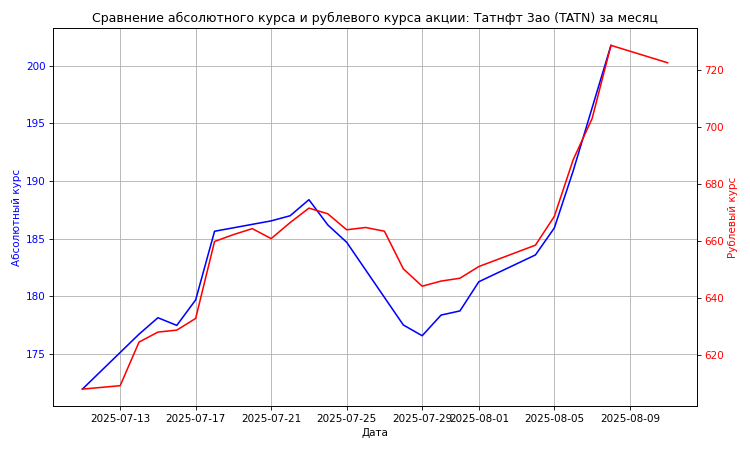 Сравнение абсолютного курса и рублевого курса акции: Татнфт 3ао (TATN) за месяц
200
195
190
185
180
175
Абсолютный курс
720
700
680
660
640
620
Рублевый курс
2025-07-13 2025-07-17 2025-07-21 2025-07-25 2025-07-29 2025-08-01 2025-08-05 2025-08-09
Дата